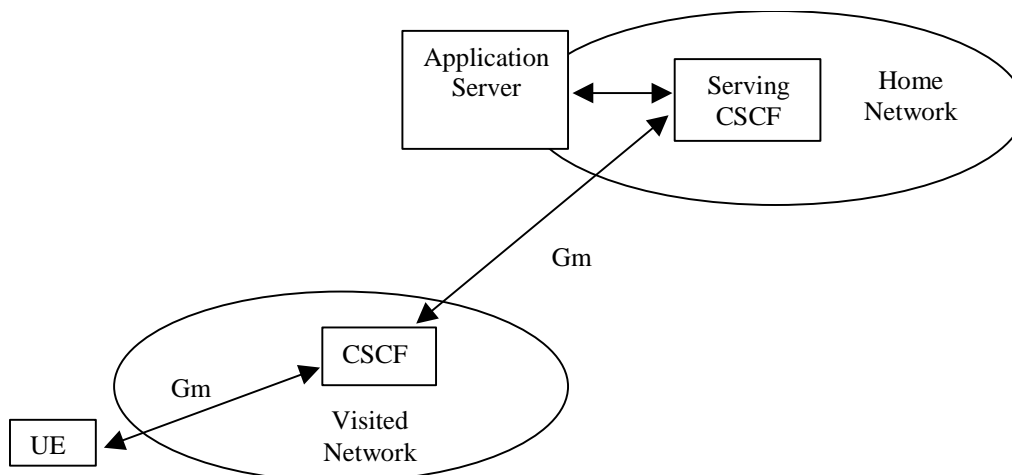 Application
Server
Serving
CSCF
Home
Network
Gm
CSCF
Gm
Visited
Network
UE